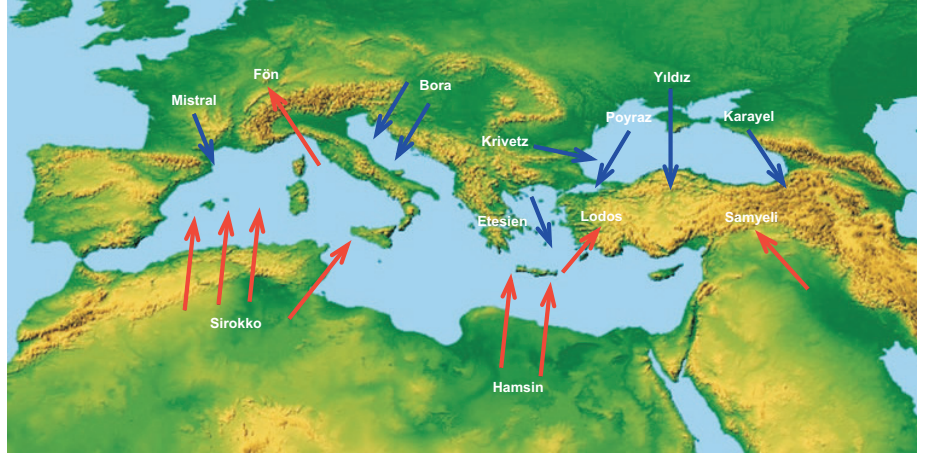 Fön
Yıldız
Bora
Mistral
Poyraz
Karayel
Krivetz
Etesien
Lodos
Samyeli
Sirokko
Hamsin